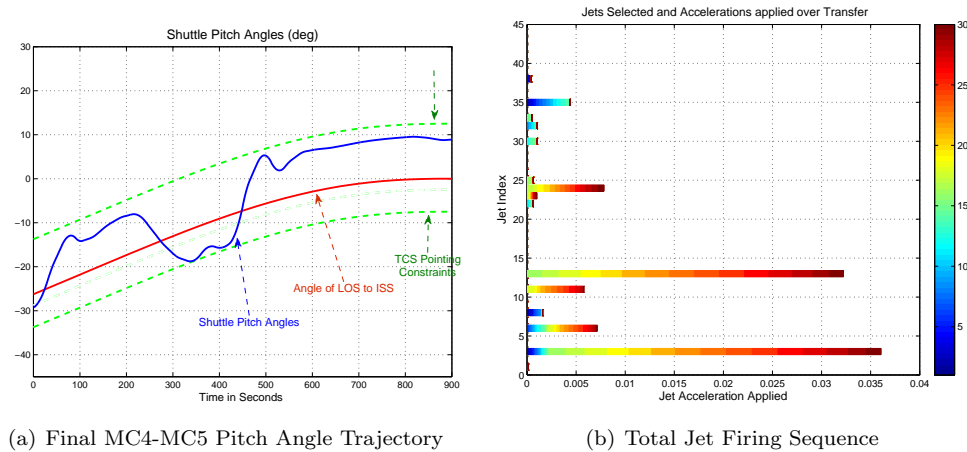 Shuttle Pitch Angles (deg)
30
20
10
0
−10
−20
−30
−40
TCS Pointing
Constraints
Angle of LOS to ISS
Shuttle Pitch Angles
0 100 200 300 400 500 600 700 800 900
Time in Seconds
(a) Final MC4-MC5 Pitch Angle Trajectory
Jets Selected and Accelerations applied over Transfer
45
40
35
30
25
20
15
10
5
0
Jet Index
0 0.005 0.01 0.015 0.02 0.025 0.03 0.035 0.04
Jet Acceleration Applied
30
25
20
15
10
5
(b) Total Jet Firing Sequence